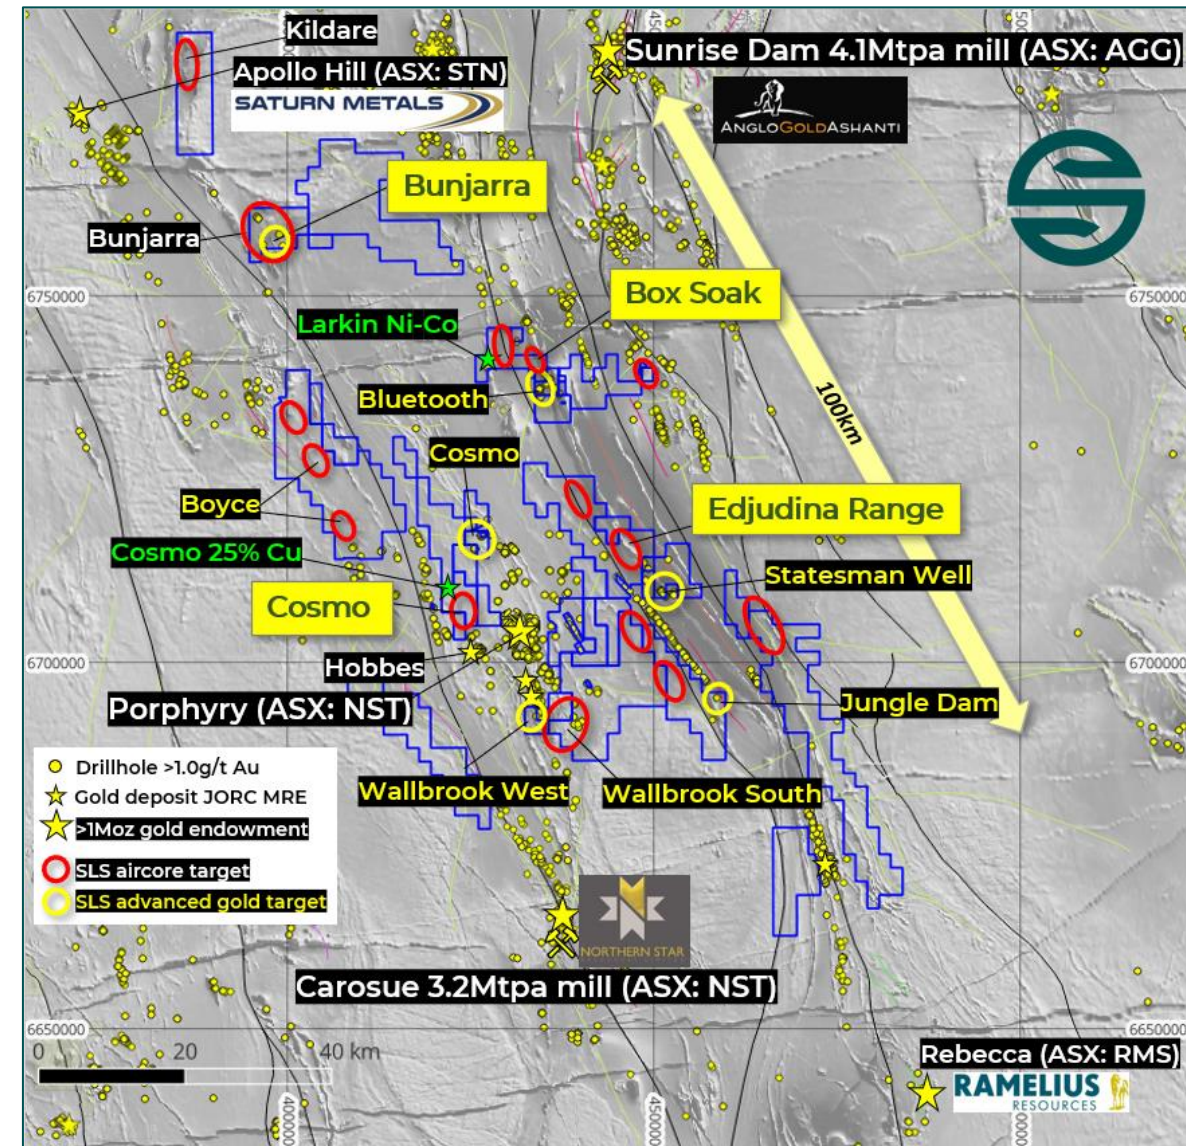 Kildare
Sunrise Dam 4.1Mtpa mill (ASX: AGG)
Apollo Hill (ASX: STN)
SATURN METALS
ANGLOGOLDASHANTI
Bunjarra
Bunjarra
6750000
6750000
Box Soak
Larkin Ni-Co
Bluetooth
100km
Cosmo
Boyce
Edjudina Range
Cosmo 25% Cu
Statesman Well
Cosmo
6700000
6700000
Hobbes
Porphyry (ASX: NST)
Jungle Dam
Wallbrook West
Wallbrook South
Drillhole >1.0g/t Au
Gold deposit JORC MRE
>1Moz gold endowment
SLS aircore target
SLS advanced gold target
NORTHERN STAR
Carosue 3.2Mtpa mill (ASX: NST)
6650000
6650000
0 20 40 km
Rebecca (ASX: RMS)
RAMELIUS
RESOURCES